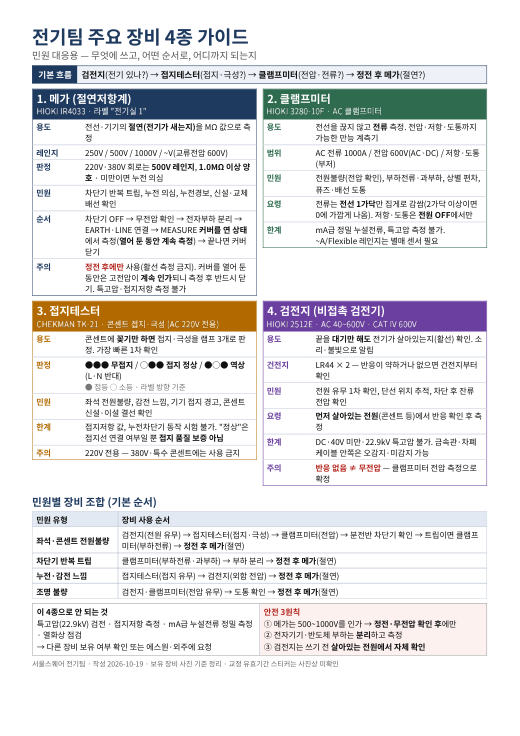 전기팀 주요 장비 4종 가이드
민원 대응용 — 무엇에 쓰고, 어떤 순서로, 어디까지 되는지
기본 흐름 검전지(전기 있나?) → 접지테스터(접지·극성?) → 클램프미터(전압·전류?) → 정전 후 메가(절연?)
1. 메가 (절연저항계)
HIOKI IR4033 · 라벨 "전기실 1"
용도 전선·기기의 절연(전기가 새는지)을 MΩ 값으로 측
정
레인지 250V / 500V / 1000V / ~V(교류전압 600V)
판정 220V·380V 회로는 500V 레인지, 1.0MΩ 이상 양
호 · 미만이면 누전 의심
민원 차단기 반복 트립, 누전 의심, 누전경보, 신설·교체
배선 확인
순서 차단기 OFF → 무전압 확인 → 전자부하 분리 →
EARTH·LINE 연결 → MEASURE 커버를 연 상태
에서 측정(열어 둔 동안 계속 측정) → 끝나면 커버
닫기
주의 정전 후에만 사용(활선 측정 금지). 커버를 열어 둔
동안은 고전압이 계속 인가되니 측정 후 반드시 닫
기. 특고압·접지저항 측정 불가
2. 클램프미터
HIOKI 3280-10F · AC 클램프미터
용도 전선을 끊지 않고 전류 측정. 전압·저항·도통까지
가능한 만능 계측기
범위 AC 전류 1000A / 전압 600V(AC·DC) / 저항·도통
(부저)
민원 전원불량(전압 확인), 부하전류·과부하, 상별 편차,
퓨즈·배선 도통
요령 전류는 전선 1가닥만 집게로 감쌈(2가닥 이상이면
0에 가깝게 나옴). 저항·도통은 전원 OFF에서만
한계 mA급 정밀 누설전류, 특고압 측정 불가.
~A/Flexible 레인지는 별매 센서 필요
3. 접지테스터
CHEKMAN TK-21 · 콘센트 접지·극성 (AC 220V 전용)
용도 콘센트에 꽂기만 하면 접지·극성을 램프 3개로 판
정. 가장 빠른 1차 확인
판정 ●●● 무접지 / ○●● 접지 정상 / ●○● 역상
(L·N 반대)
● 점등 ○ 소등 · 라벨 방향 기준
민원 좌석 전원불량, 감전 느낌, 기기 접지 경고, 콘센트
신설·이설 결선 확인
한계 접지저항 값, 누전차단기 동작 시험 불가. "정상"은
접지선 연결 여부일 뿐 접지 품질 보증 아님
주의 220V 전용 — 380V·특수 콘센트에는 사용 금지
4. 검전지 (비접촉 검전기)
HIOKI 2512E · AC 40~600V · CAT IV 600V
용도 끝을 대기만 해도 전기가 살아있는지(활선) 확인. 소
리·불빛으로 알림
건전지 LR44 × 2 — 반응이 약하거나 없으면 건전지부터
확인
민원 전원 유무 1차 확인, 단선 위치 추적, 차단 후 잔류
전압 확인
요령 먼저 살아있는 전원(콘센트 등)에서 반응 확인 후 측
정
한계 DC·40V 미만·22.9kV 특고압 불가. 금속관·차폐
케이블 안쪽은 오감지·미감지 가능
주의 반응 없음 ≠ 무전압 — 클램프미터 전압 측정으로
확정
민원별 장비 조합 (기본 순서)
민원 유형 장비 사용 순서
좌석·콘센트 전원불량 검전지(전원 유무) → 접지테스터(접지·극성) → 클램프미터(전압) → 분전반 차단기 확인 → 트립이면 클램프
미터(부하전류) → 정전 후 메가(절연)
차단기 반복 트립 클램프미터(부하전류·과부하) → 부하 분리 → 정전 후 메가(절연)
누전·감전 느낌 접지테스터(접지 유무) → 검전지(외함 전압) → 정전 후 메가(절연)
조명 불량 검전지·클램프미터(전압 유무) → 도통 확인 → 정전 후 메가(절연)
이 4종으로 안 되는 것
특고압(22.9kV) 검전 · 접지저항 측정 · mA급 누설전류 정밀 측정
· 열화상 점검
→ 다른 장비 보유 여부 확인 또는 에스원·외주에 요청
안전 3원칙
① 메가는 500~1000V를 인가 → 정전·무전압 확인 후에만
② 전자기기·반도체 부하는 분리하고 측정
③ 검전지는 쓰기 전 살아있는 전원에서 자체 확인
서울스퀘어 전기팀 · 작성 2026-10-19 · 보유 장비 사진 기준 정리 · 교정 유효기간 스티커는 사진상 미확인